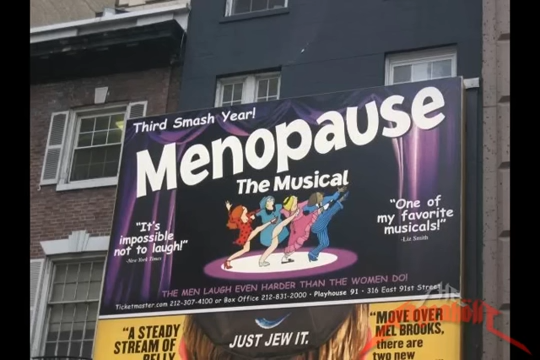 Third Smash Year!
Menopause
The Musical
"It's
impossible
not to laugh!"
-New York Times
"One of
my favorite
musicals!"
-Liz Smith
THE MEN LAUGH EVEN HARDER THAN THE WOMEN DO!
Ticketmaster.com 212-307-4100 or Box Office 212-831-2000 • Playhouse 91 • 316 East 91st Street
"A STEADY
STREAM OF
BELLY
JUST JEW IT.
"MOVE OVER
MEL BROOKS,
there are
two new